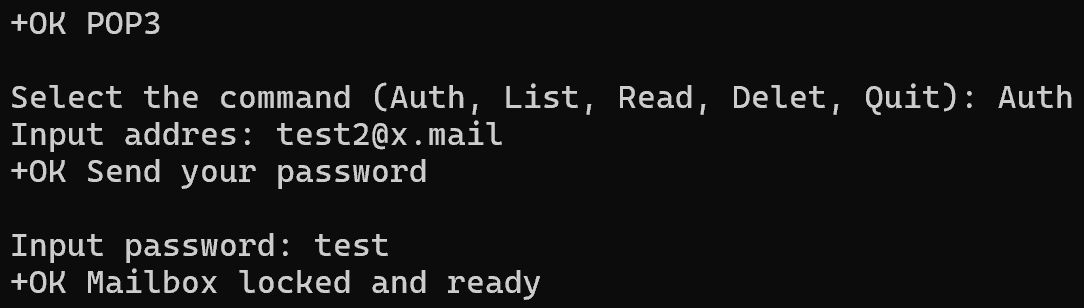 +OK POP3
Select the command (Auth, List, Read, Delet, Quit): Auth
Input addres: test2@x.mail
+OK Send your password
Input password: test
+OK Mailbox locked and ready